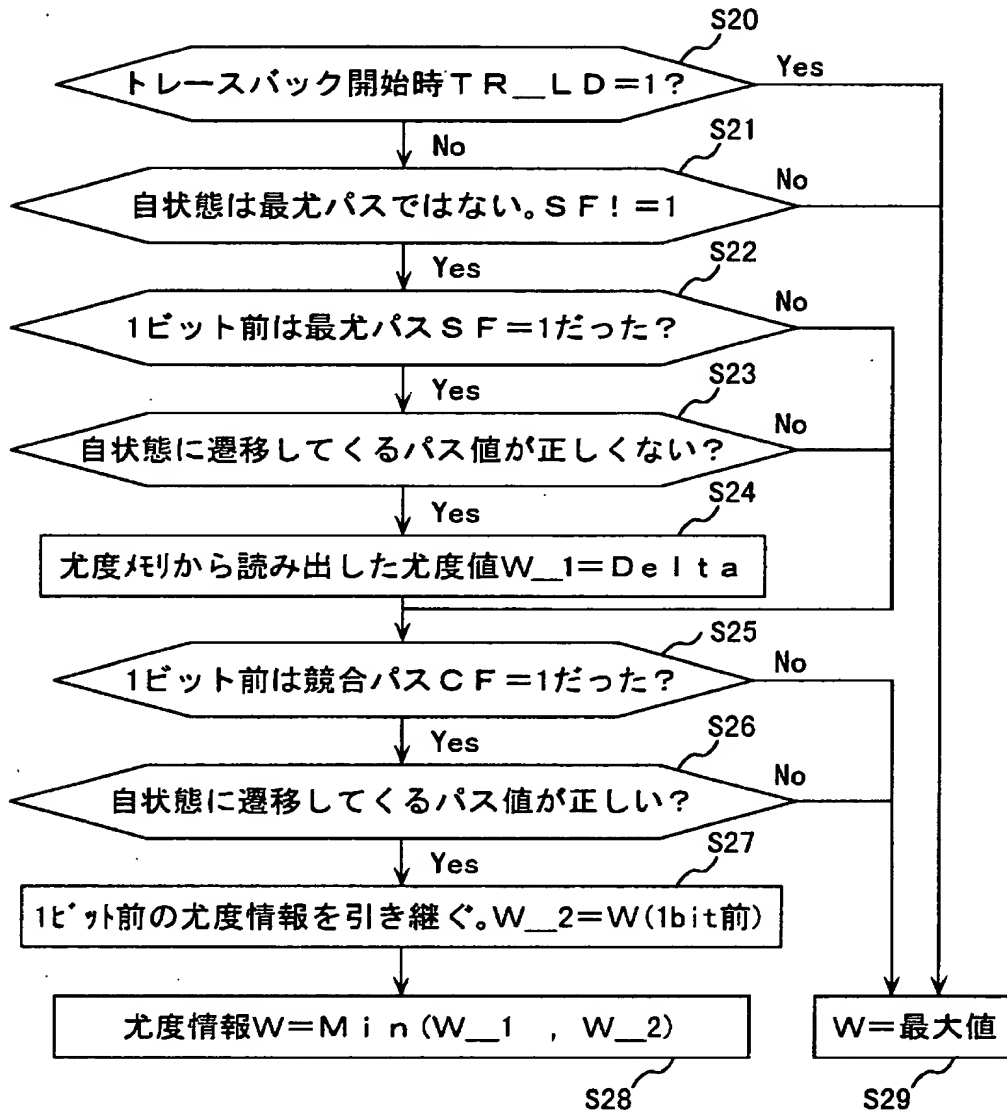 S20
トレースバック開始時TR__LD=1?
Yes
No
S21
自状態は最尤パスではない。SF!=1
No
Yes
S22
1ビット前は最尤パスSF=1だった?
No
Yes
S23
自状態に遷移してくるパス値が正しくない?
No
Yes
S24
尤度メモリから読み出した尤度値W__1=Delta
S25
1ビット前は競合パスCF=1だった?
No
Yes
S26
自状態に遷移してくるパス値が正しい?
No
Yes
S27
1ビット前の尤度情報を引き継ぐ。W__2=W(1bit前)
尤度情報W=Min(W__1 , W__2)
S28
W=最大値
S29